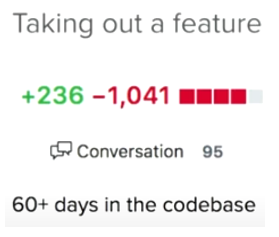 Taking out a feature
+236 −1,041
Conversation 95
60+ days in the codebase